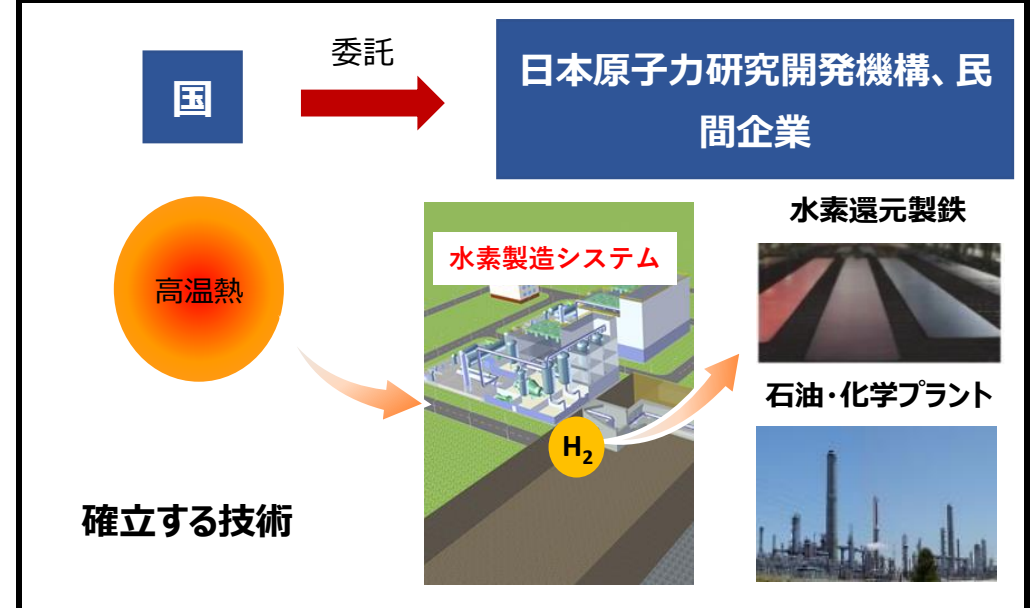 国
委託
日本原子力研究開発機構、民
間企業
高温熱
水素製造システム
H₂
水素還元製鉄
石油・化学プラント
確立する技術